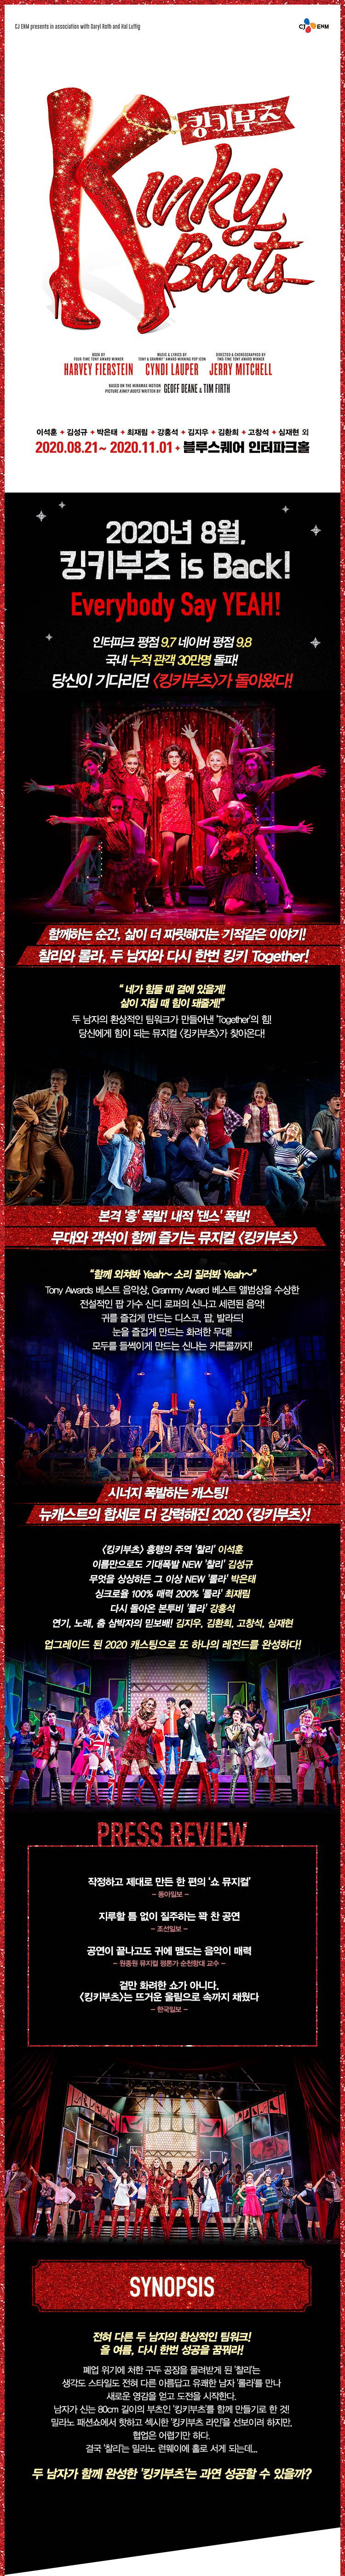 CJ ENM presents in association with Daryl Roth and Hal Luftig
CJ ENM
킹키부츠
Kinky
Boots
BOOK BY
FOUR-TIME TONY AWARD WINNER
HARVEY FIERSTEIN
MUSIC & LYRICS BY
TONY & GRAMMY AWARD-WINNING POP ICON
CYNDI LAUPER
DIRECTED & CHOREOGRAPHED BY
TWO-TIME TONY AWARD WINNER
JERRY MITCHELL
BASED ON THE MIRAMAX MOTION
PICTURE KINKY BOOTS WRITTEN BY GEOFF DEANE & TIM FIRTH
이석훈 ✦ 김성규 ✦ 박은태 ✦ 최재림 ✦ 강홍석 ✦ 김지우 ✦ 김환희 ✦ 고창석 ✦ 심재현 외
2020.08.21~ 2020.11.01 ✦ 블루스퀘어 인터파크홀
2020년 8월,
킹키부츠 is Back!
Everybody Say YEAH!
인터파크 평점 9.7 네이버 평점 9.8
국내 누적 관객 30만명 돌파!
당신이 기다리던 <킹키부츠>가 돌아왔다!
함께하는 순간, 삶이 더 짜릿해지는 기적같은 이야기!
찰리와 롤라, 두 남자와 다시 한번 킹키 Together!
“ 네가 힘들 때 곁에 있을게!
삶이 지칠 때 힘이 돼줄게!”
두 남자의 환상적인 팀워크가 만들어낸 'Together'의 힘!
당신에게 힘이 되는 뮤지컬 <킹키부츠>가 찾아온다!
본격 '흥' 폭발! 내적 '댄스' 폭발!
무대와 객석이 함께 즐기는 뮤지컬 <킹키부츠>
“함께 외쳐봐 Yeah~ 소리 질러봐 Yeah~”
Tony Awards 베스트 음악상, Grammy Award 베스트 앨범상을 수상한
전설적인 팝 가수 신디 로퍼의 신나고 세련된 음악!
귀를 즐겁게 만드는 디스코, 팝, 발라드!
눈을 즐겁게 만드는 화려한 무대!
모두를 들썩이게 만드는 신나는 커튼콜까지!
시너지 폭발하는 캐스팅!
뉴캐스트의 합세로 더 강력해진 2020 <킹키부츠>!
<킹키부츠> 흥행의 주역 '찰리' 이석훈
이름만으로도 기대폭발 NEW '찰리' 김성규
무엇을 상상하든 그 이상 NEW '롤라' 박은태
싱크로율 100% 매력 200% '롤라' 최재림
다시 돌아온 본투비 '롤라' 강홍석
연기, 노래, 춤 삼박자의 믿보배! 김지우, 김환희, 고창석, 심재현
업그레이드 된 2020 캐스팅으로 또 하나의 레전드를 완성하다!
PRESS REVIEW
작정하고 제대로 만든 한 편의 '쇼 뮤지컬'
- 동아일보 -
지루할 틈 없이 질주하는 꽉 찬 공연
- 조선일보 -
공연이 끝나고도 귀에 맴도는 음악이 매력
- 원종원 뮤지컬 평론가 순천향대 교수 -
겉만 화려한 쇼가 아니다.
<킹키부츠>는 뜨거운 울림으로 속까지 채웠다
- 한국일보 -
SYNOPSIS
전혀 다른 두 남자의 환상적인 팀워크!
올 여름, 다시 한번 성공을 꿈꿔라!
폐업 위기에 처한 구두 공장을 물려받게 된 '찰리'는
생각도 스타일도 전혀 다른 아름답고 유쾌한 남자 '롤라'를 만나
새로운 영감을 얻고 도전을 시작한다.
남자가 신는 80cm 길이의 부츠인 '킹키부츠'를 함께 만들기로 한 것!
밀라노 패션쇼에서 핫하고 섹시한 '킹키부츠 라인'을 선보이려 하지만,
협업은 어렵기만 하다.
결국 '찰리'는 밀라노 런웨이에 홀로 서게 되는데...
두 남자가 함께 완성한 '킹키부츠'는 과연 성공할 수 있을까?